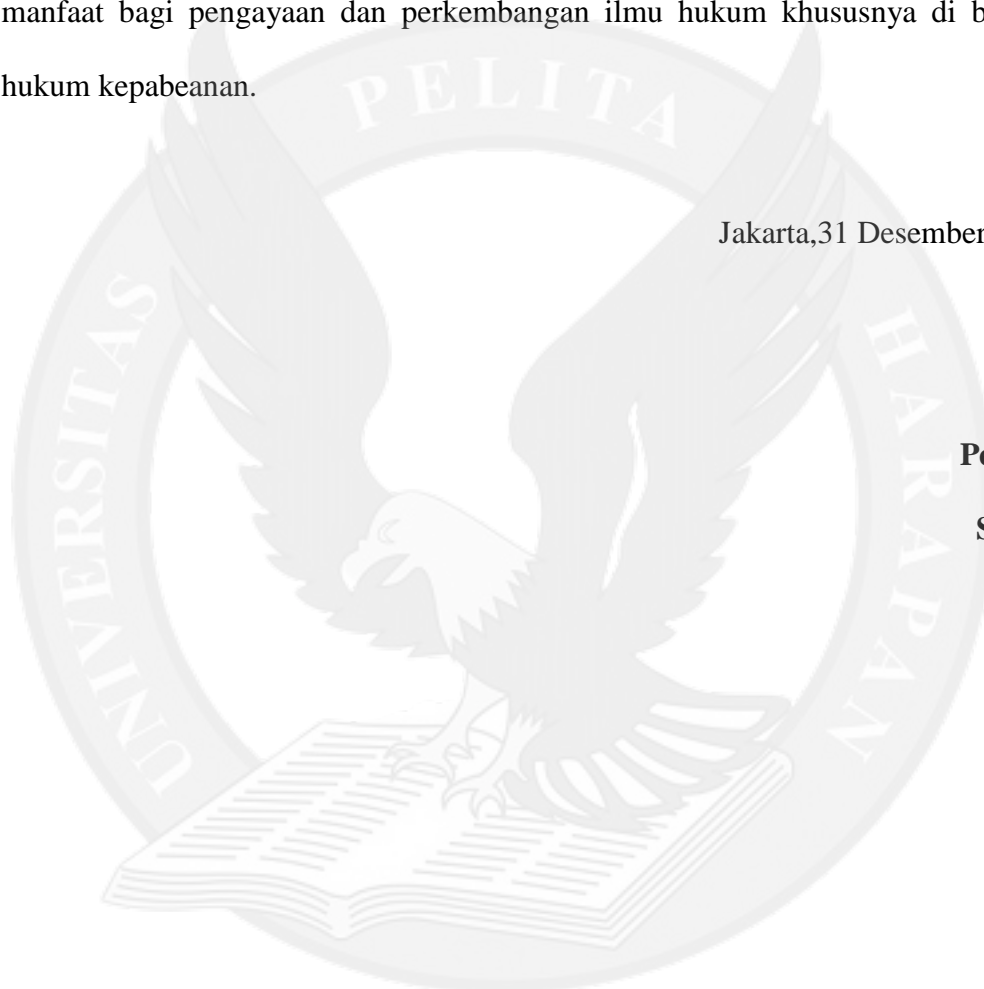 manfaat bagi pengayaan dan perkembangan ilmu hukum khususnya di
hukum kepabeanan.
Jakarta,31 Desember
UNIVERSITAS PELITA HARAPAN